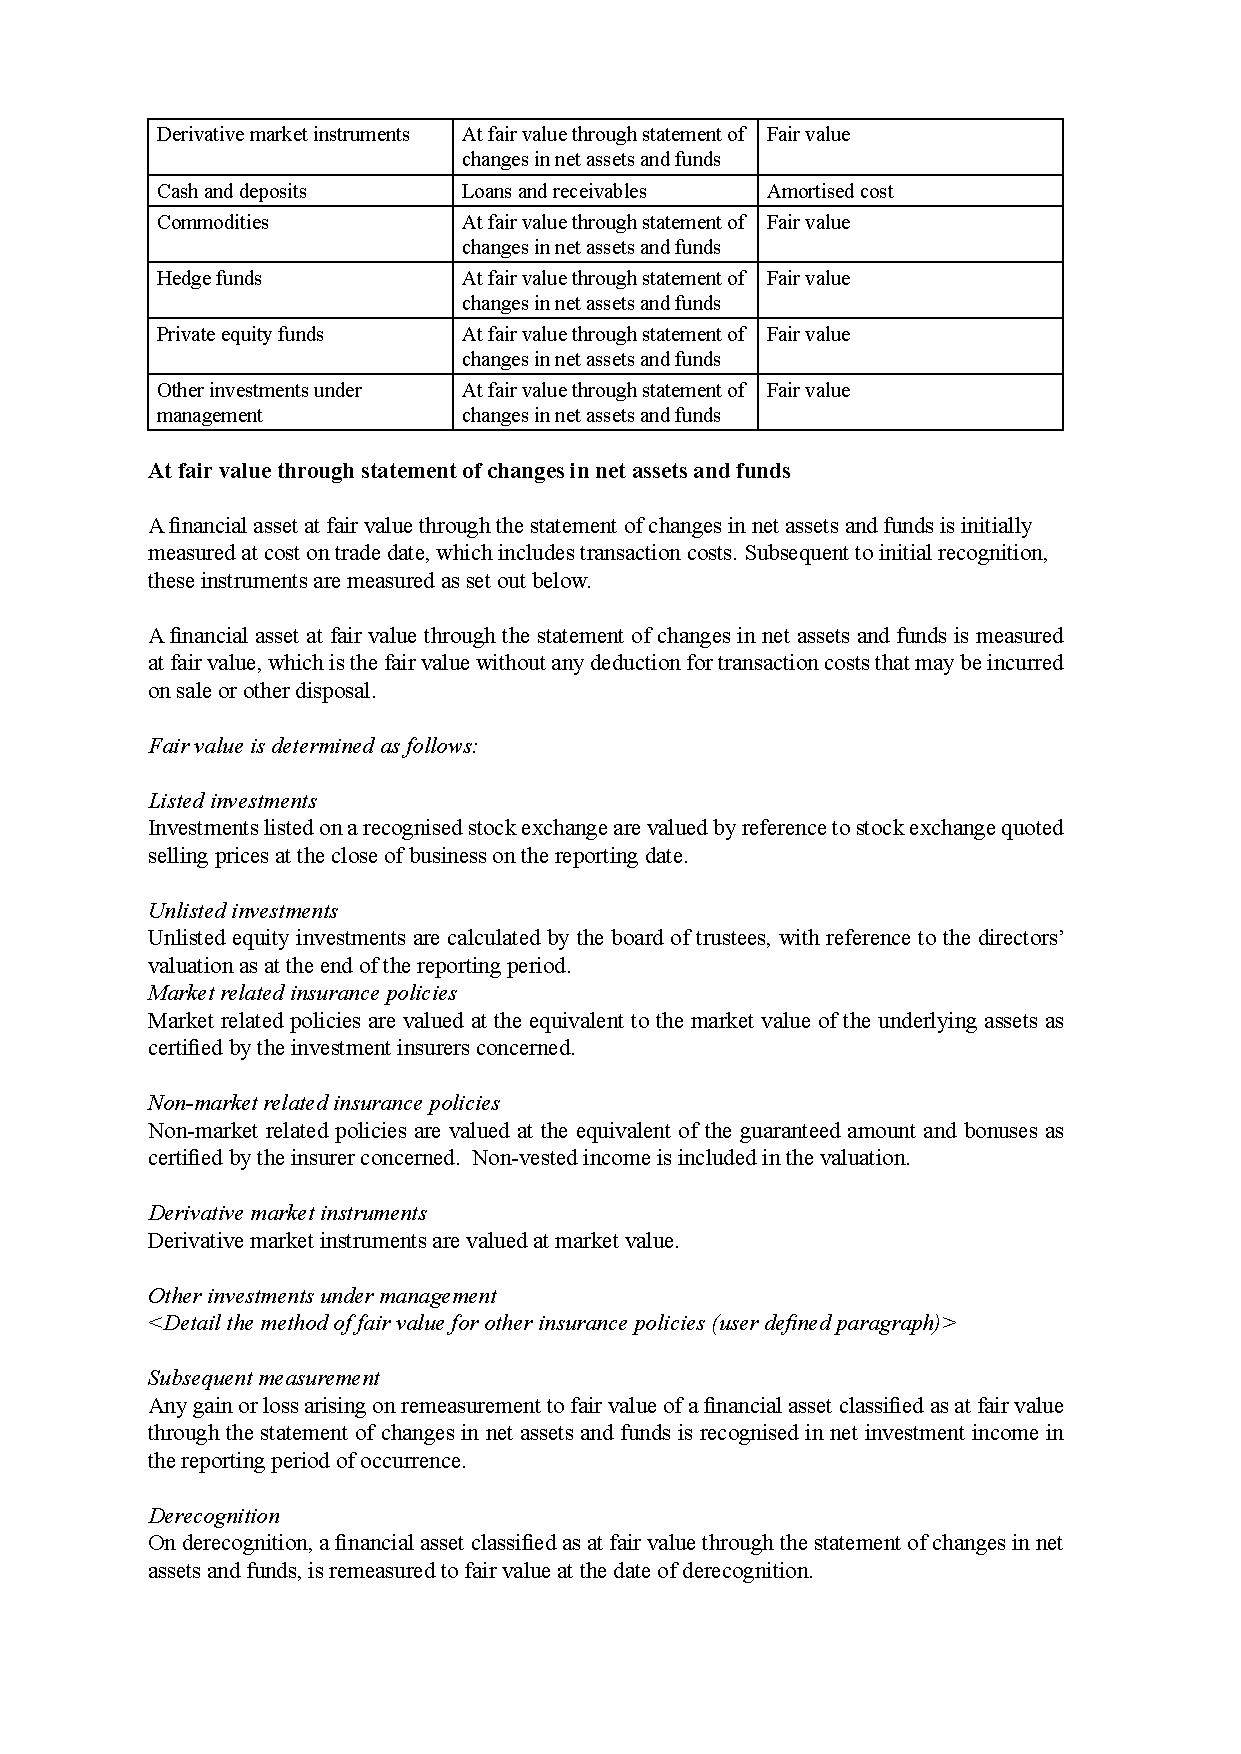 Derivative market instruments At fair value through statement of Fair value
changes in net assets and funds
Cash and deposits Loans and receivables Amortised cost
Commodities At fair value through statement of Fair value
changes in net assets and funds
Hedge funds At fair value through statement of Fair value
changes in net assets and funds
Private equity funds At fair value through statement of Fair value
changes in net assets and funds
Other investments under At fair value through statement of Fair value
management changes in net assets and funds
At fair value through statement of changes in net assets and funds
A financial asset at fair value through the statement of changes in net assets and funds is initially
measured at cost on trade date, which includes transaction costs. Subsequent to initial recognition,
these instruments are measured as set out below.
A financial asset at fair value through the statement of changes in net assets and funds is measured
at fair value, which is the fair value without any deduction for transaction costs that may be incurred
on sale or other disposal.
Fair value is determined as follows:
Listed investments
Investments listed on a recognised stock exchange are valued by reference to stock exchange quoted
selling prices at the close of business on the reporting date.
Unlisted investments
Unlisted equity investments are calculated by the board of trustees, with reference to the directors’
valuation as at the end of the reporting period.
Market related insurance policies
Market related policies are valued at the equivalent to the market value of the underlying assets as
certified by the investment insurers concerned.
Non-market related insurance policies
Non-market related policies are valued at the equivalent of the guaranteed amount and bonuses as
certified by the insurer concerned. Non-vested income is included in the valuation.
Derivative market instruments
Derivative market instruments are valued at market value.
Other investments under management
<Detail the method of fair value for other insurance policies (user defined paragraph)>
Subsequent measurement
Any gain or loss arising on remeasurement to fair value of a financial asset classified as at fair value
through the statement of changes in net assets and funds is recognised in net investment income in
the reporting period of occurrence.
Derecognition
On derecognition, a financial asset classified as at fair value through the statement of changes in net
assets and funds, is remeasured to fair value at the date of derecognition.